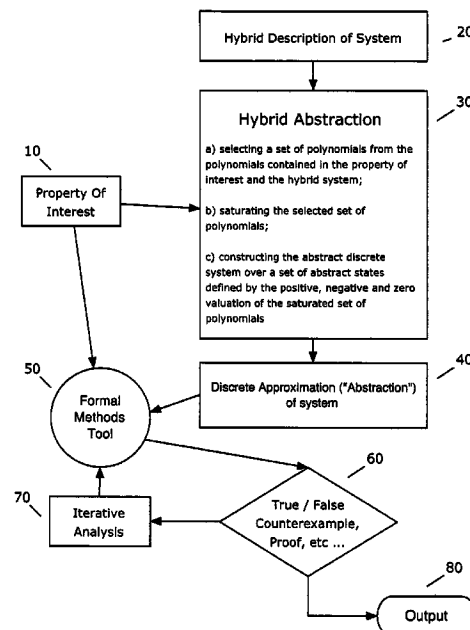 20
Hybrid Description of System
30
Hybrid Abstraction
a) selecting a set of polynomials from the
polynomials contained in the property of
interest and the hybrid system;
b) saturating the selected set of
polynomials;
c) constructing the abstract discrete
system over a set of abstract states
defined by the positive, negative and zero
valuation of the saturated set of
polynomials
10
Property Of
Interest
40
Discrete Approximation ("Abstraction")
of system
50
Formal
Methods
Tool
60
True / False
Counterexample,
Proof, etc ...
70
Iterative
Analysis
80
Output